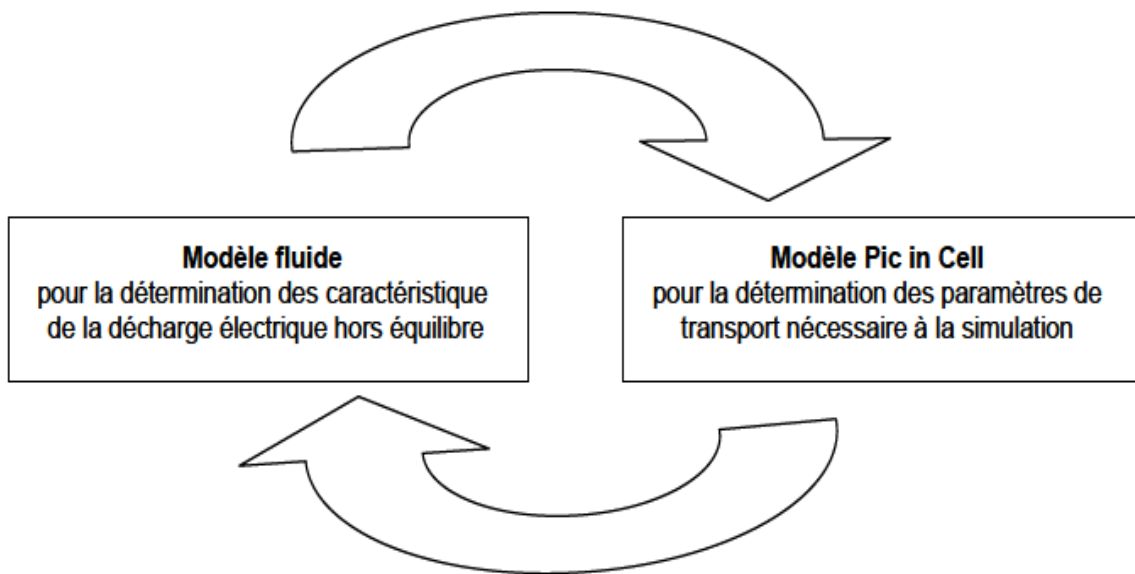 Modèle fluide
pour la détermination des caractéristique
de la décharge électrique hors équilibre
Modèle Pic in Cell
pour la détermination des paramètres de
transport nécessaire à la simulation